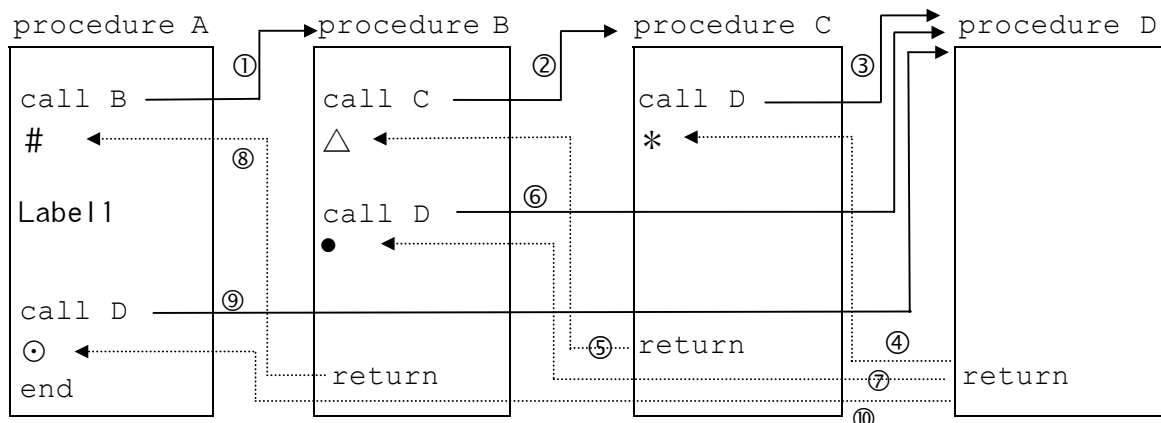 procedure A procedure B procedure C procedure D
① ② ③
call B call C call D
# △ *
⑧
Label1 call D ⑥
●
call D ⑨
⊙ ⑤ return ④
end return ⑦ return
⑩